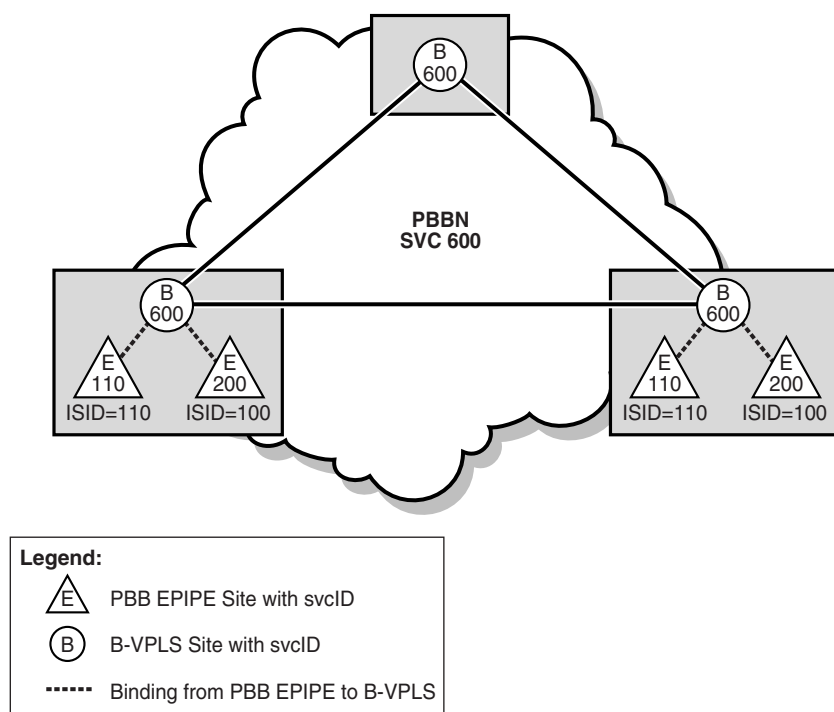 B
600
PBBN
SVC 600
B
600
B
600
E
110
E
200
E
110
E
200
ISID=110
ISID=100
ISID=110
ISID=100
Legend:
E
PBB EPIPE Site with svcID
B
B-VPLS Site with svcID
Binding from PBB EPIPE to B-VPLS